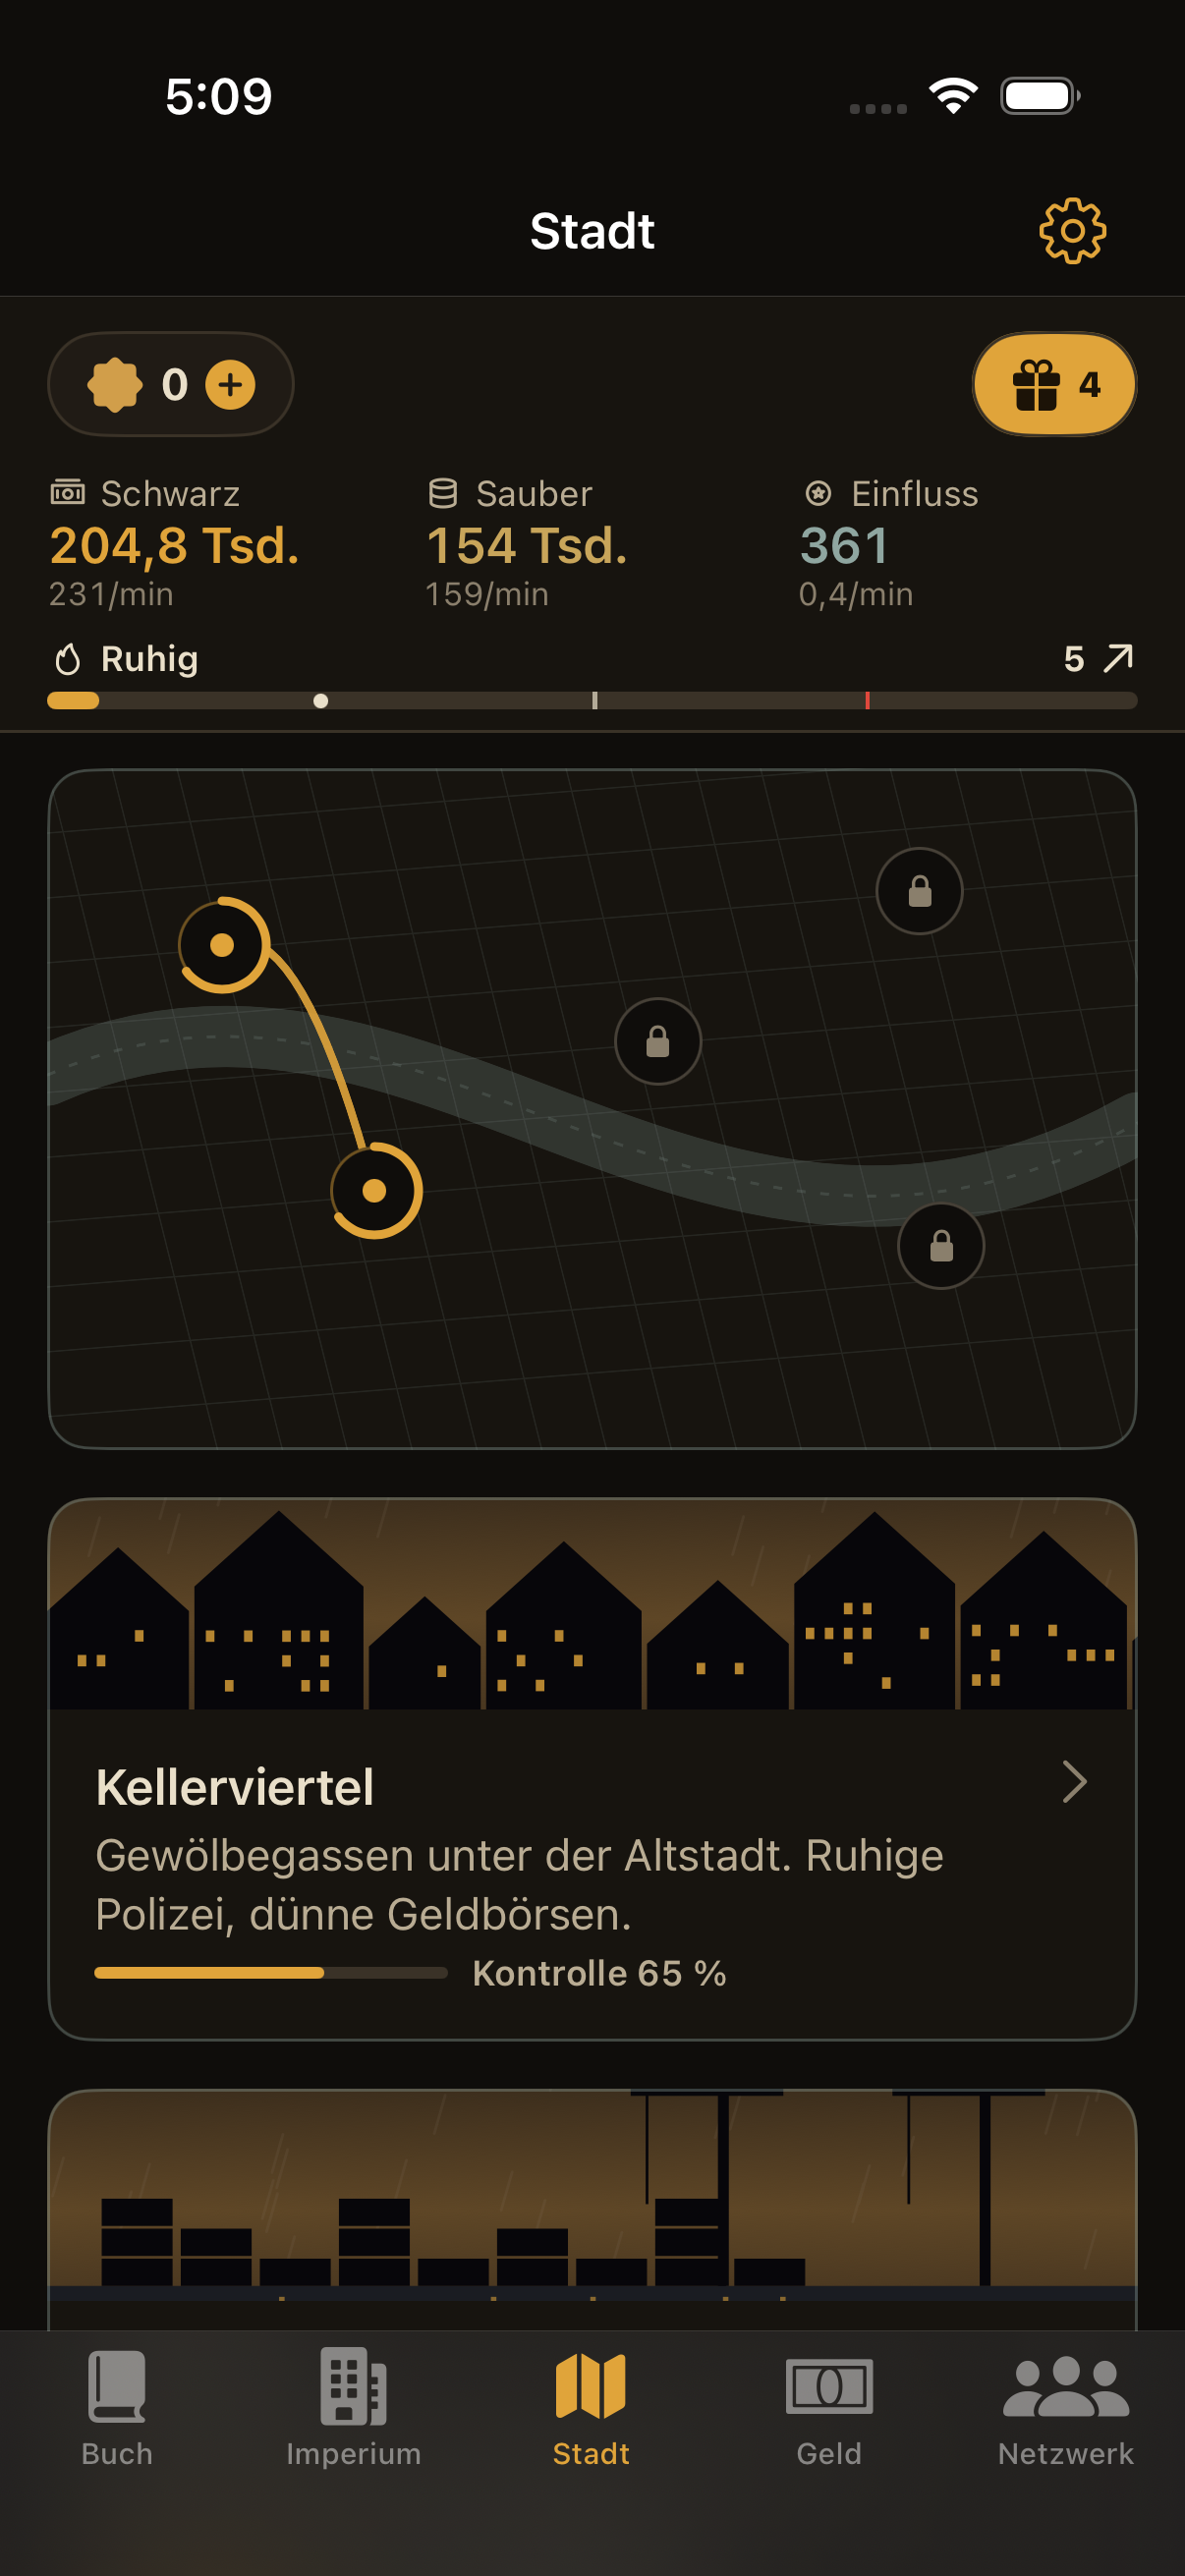 5:09
Stadt
0
4
Schwarz
Sauber
Einfluss
204,8 Tsd.
154 Tsd.
361
231/min
159/min
0,4/min
Ruhig
5
Kellerviertel
Gewölbegassen unter der Altstadt. Ruhige
Polizei, dünne Geldbörsen.
Kontrolle 65 %
Buch
Imperium
Stadt
Geld
Netzwerk